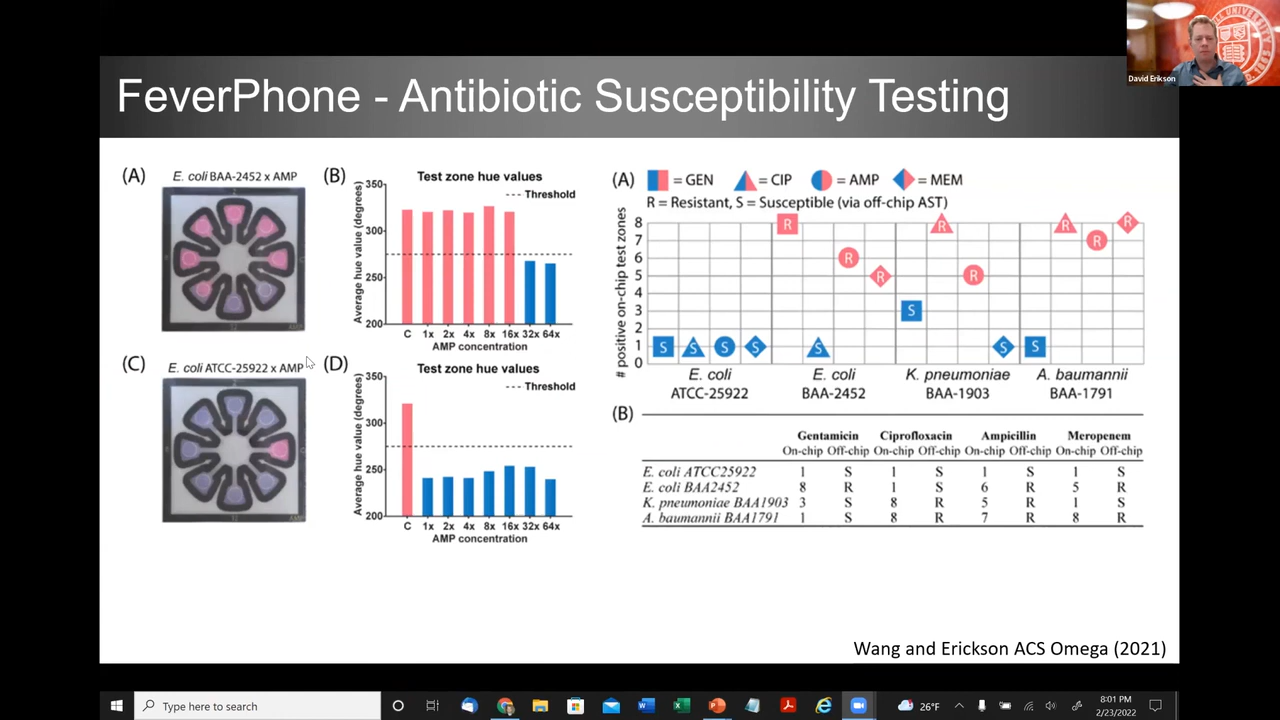 David Erikson
FeverPhone - Antibiotic Susceptibility Testing
(A)
E. coli BAA-2452 x AMP
(B)
Test zone hue values
Threshold
Average hue value (degrees)
350
300
250
200
C 1x 2x 4x 8x 16x 32x 64x
AMP concentration
(C)
E. coli ATCC-25922 x AMP
(D)
Test zone hue values
Threshold
Average hue value (degrees)
350
300
250
200
C 1x 2x 4x 8x 16x 32x 64x
AMP concentration
(A)
= GEN = CIP = AMP = MEM
R = Resistant, S = Susceptible (via off-chip AST)
# positive on-chip test zones
8 R R R R
7 R
6 R
5 R R
4
3 S
2
1 S S S S S S S
0
E. coli E. coli K. pneumoniae A. baumannii
ATCC-25922 BAA-2452 BAA-1903 BAA-1791
(B)
Gentamicin Ciprofloxacin Ampicillin Meropenem
On-chip Off-chip On-chip Off-chip On-chip Off-chip On-chip Off-chip
E. coli ATCC25922 1 S 1 S 1 S 1 S
E. coli BAA2452 8 R 1 S 6 R 5 R
K. pneumoniae BAA1903 3 S 8 R 5 R 1 S
A. baumannii BAA1791 1 S 8 R 7 R 8 R
Wang and Erickson ACS Omega (2021)
Type here to search
26°F
8:01 PM
2/23/2022